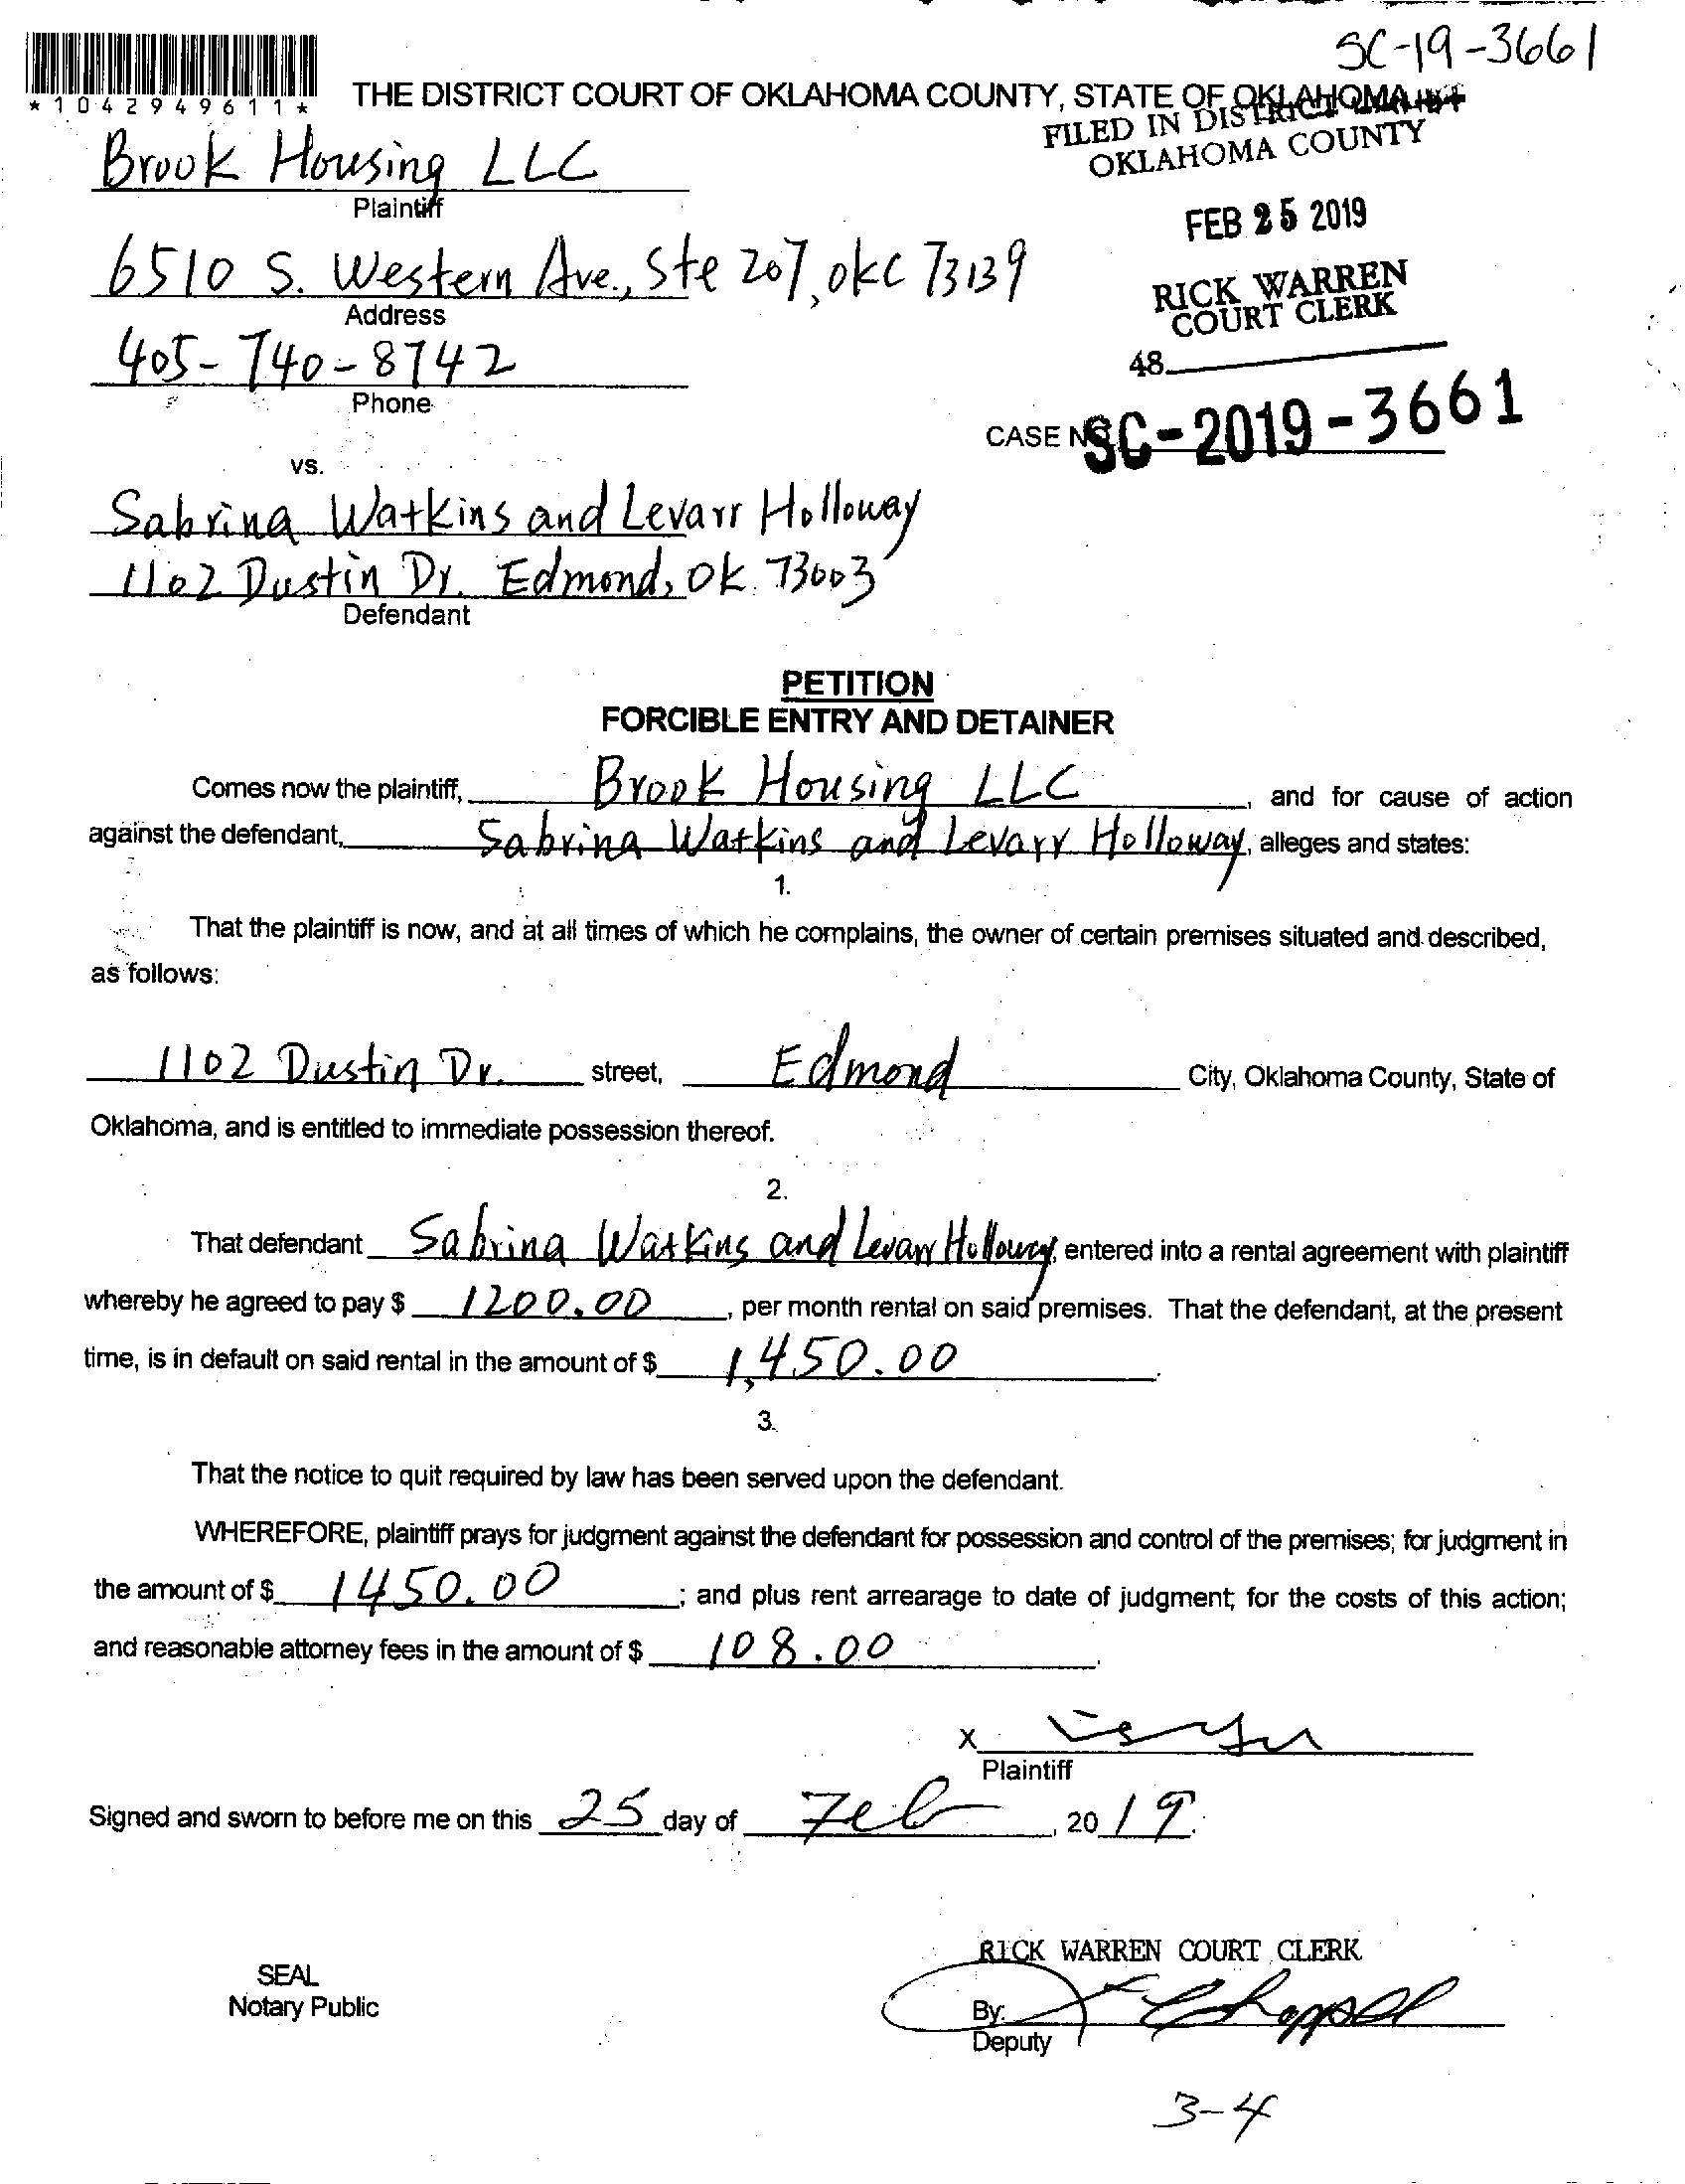 SC-19-3661
*1042949611*
THE DISTRICT COURT OF OKLAHOMA COUNTY, STATE OF OKLAHOMA
FILED IN DISTRICT COURT
OKLAHOMA COUNTY
Brook Housing LLC
Plaintiff
FEB 25 2019
6510 S. Western Ave., Ste 207, OKC 73139
Address
RICK WARREN
COURT CLERK
405-740-8742
Phone
48
CASE NO. SC-2019-3661
vs.
Sabrina Watkins and Levarr Holloway
1102 Dustin Dr. Edmond, OK 73003
Defendant
PETITION
FORCIBLE ENTRY AND DETAINER
Comes now the plaintiff, Brook Housing LLC, and for cause of action
against the defendant, Sabrina Watkins and Levarr Holloway, alleges and states:
1.
That the plaintiff is now, and at all times of which he complains, the owner of certain premises situated and described,
as follows:
1102 Dustin Dr. street, Edmond City, Oklahoma County, State of
Oklahoma, and is entitled to immediate possession thereof.
2.
That defendant Sabrina Watkins and Levarr Holloway, entered into a rental agreement with plaintiff
whereby he agreed to pay $ 1200.00, per month rental on said premises. That the defendant, at the present
time, is in default on said rental in the amount of $ 1,450.00.
3.
That the notice to quit required by law has been served upon the defendant.
WHEREFORE, plaintiff prays for judgment against the defendant for possession and control of the premises; for judgment in
the amount of $ 1450.00; and plus rent arrearage to date of judgment; for the costs of this action;
and reasonable attorney fees in the amount of $ 108.00.
X
Plaintiff
Signed and sworn to before me on this 25 day of Feb, 2019.
RICK WARREN COURT CLERK
SEAL
Notary Public
By:
Deputy
3-4